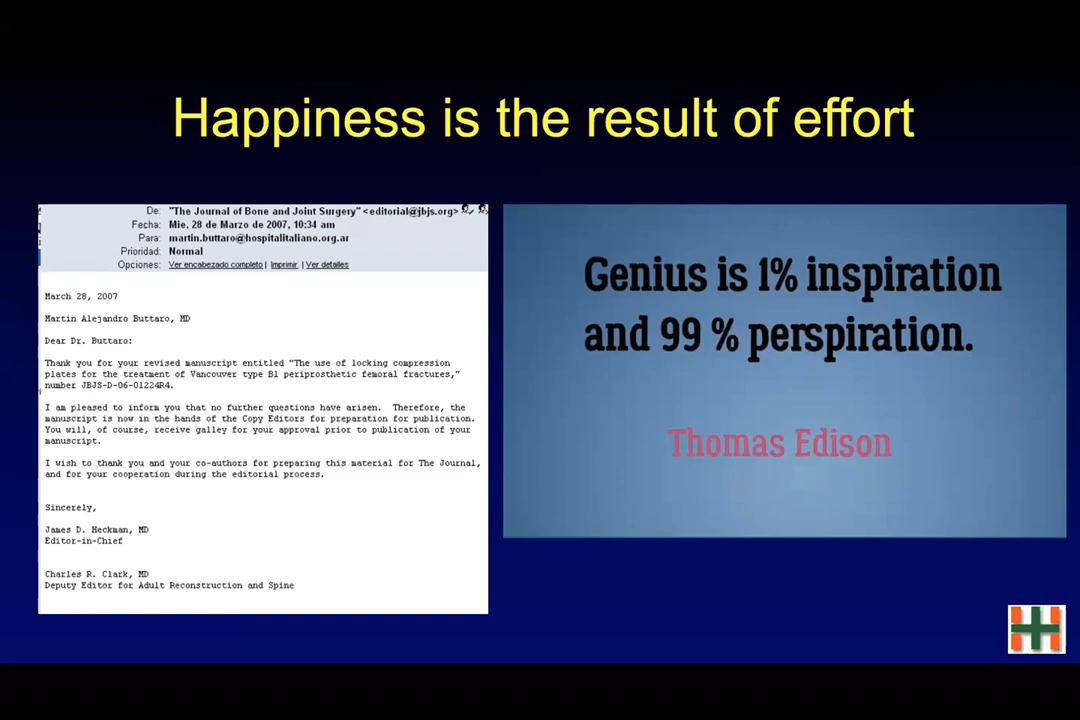 Happiness is the result of effort
De: "The Journal of Bone and Joint Surgery" <editorial@jbjs.org>
Fecha: Mie, 28 de Marzo de 2007, 10:34 am
Para: martin.buttaro@hospitalitaliano.org.ar
Prioridad: Normal
Opciones: Ver encabezado completo | Imprimir | Ver detalles
March 28, 2007
Martin Alejandro Buttaro, MD
Dear Dr. Buttaro:
Thank you for your revised manuscript entitled "The use of locking compression
plates for the treatment of Vancouver type B1 periprosthetic femoral fractures,"
number JBJS-D-06-01224R4.
I am pleased to inform you that no further questions have arisen. Therefore, the
manuscript is now in the hands of the Copy Editors for preparation for publication.
You will, of course, receive galley for your approval prior to publication of your
manuscript.
I wish to thank you and your co-authors for preparing this material for The Journal,
and for your cooperation during the editorial process.
Sincerely,
James D. Heckman, MD
Editor-in-Chief
Charles R. Clark, MD
Deputy Editor for Adult Reconstruction and Spine
Genius is 1% inspiration
and 99 % perspiration.
Thomas Edison